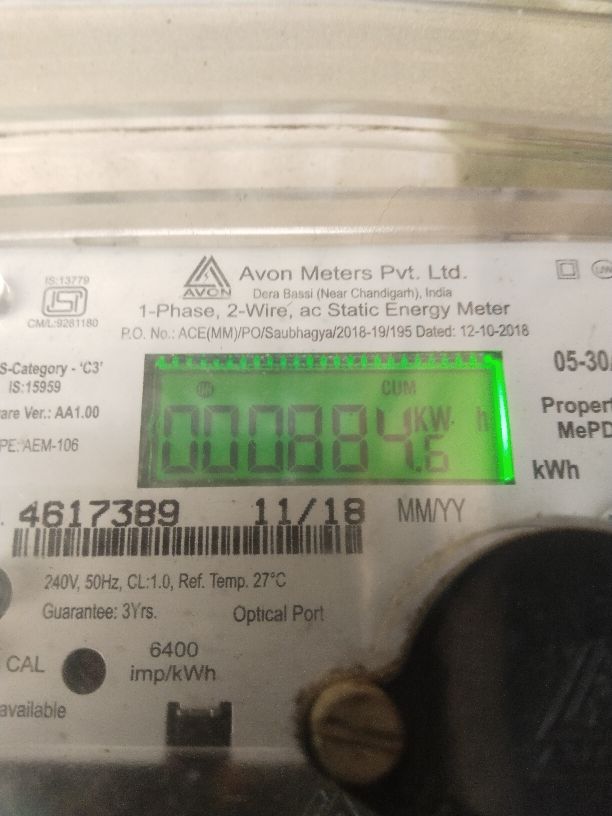 IS:13779
ISI
CM/L:9281180
AVON
Avon Meters Pvt. Ltd.
Dera Bassi (Near Chandigarh), India
1-Phase, 2-Wire, ac Static Energy Meter
P.O. No.: ACE(MM)/PO/Saubhagya/2018-19/195 Dated: 12-10-2018
S-Category - 'C3'
IS:15959
are Ver.: AA1.00
PE: AEM-106
CUM
000884.6 KW h
05-30
Propert
MePD
kWh
4617389 11/18 MM/YY
240V, 50Hz, CL:1.0, Ref. Temp. 27°C
Guarantee: 3Yrs. Optical Port
CAL
6400
imp/kWh
available